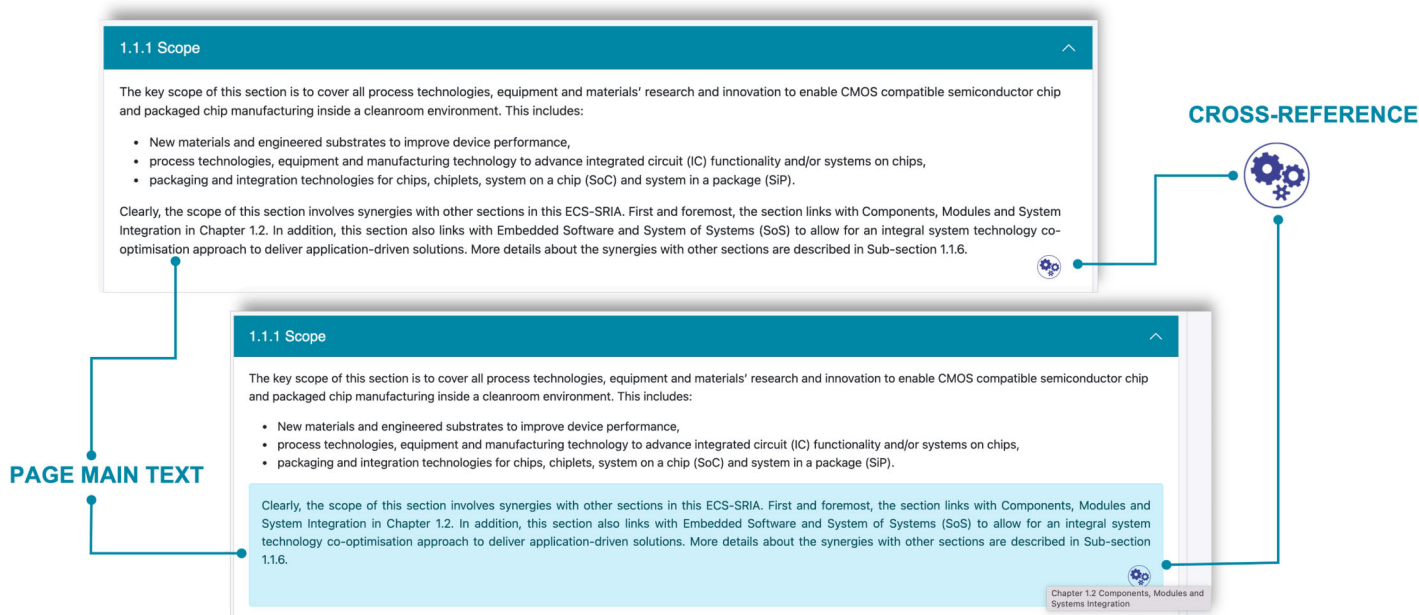 1.1.1 Scope
The key scope of this section is to cover all process technologies, equipment and materials' research and innovation to enable CMOS compatible semiconductor chip
and packaged chip manufacturing inside a cleanroom environment. This includes:
• New materials and engineered substrates to improve device performance,
• process technologies, equipment and manufacturing technology to advance integrated circuit (IC) functionality and/or systems on chips,
• packaging and integration technologies for chips, chiplets, system on a chip (SoC) and system in a package (SiP).
Clearly, the scope of this section involves synergies with other sections in this ECS-SRIA. First and foremost, the section links with Components, Modules and System
Integration in Chapter 1.2. In addition, this section also links with Embedded Software and System of Systems (SoS) to allow for an integral system technology co-
optimisation approach to deliver application-driven solutions. More details about the synergies with other sections are described in Sub-section 1.1.6.
CROSS-REFERENCE
PAGE MAIN TEXT
1.1.1 Scope
The key scope of this section is to cover all process technologies, equipment and materials' research and innovation to enable CMOS compatible semiconductor chip
and packaged chip manufacturing inside a cleanroom environment. This includes:
• New materials and engineered substrates to improve device performance,
• process technologies, equipment and manufacturing technology to advance integrated circuit (IC) functionality and/or systems on chips,
• packaging and integration technologies for chips, chiplets, system on a chip (SoC) and system in a package (SiP).
Clearly, the scope of this section involves synergies with other sections in this ECS-SRIA. First and foremost, the section links with Components, Modules and
System Integration in Chapter 1.2. In addition, this section also links with Embedded Software and System of Systems (SoS) to allow for an integral system
technology co-optimisation approach to deliver application-driven solutions. More details about the synergies with other sections are described in Sub-section
1.1.6.
Chapter 1.2 Components, Modules and
Systems Integration